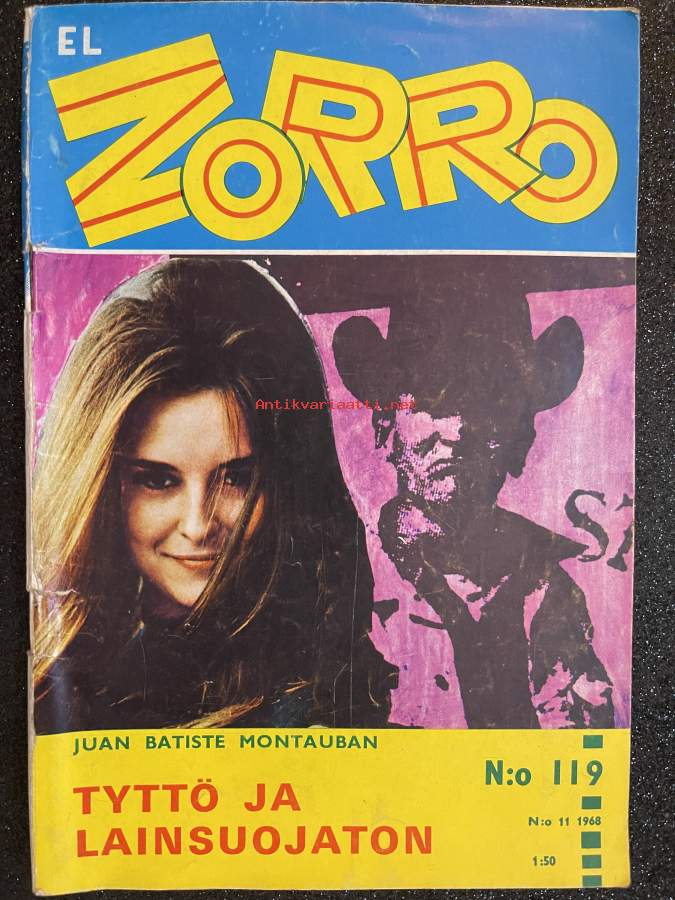 EL
ZORRO
Antikvariaatti.net
JUAN BATISTE MONTAUBAN
TYTTÖ JA
LAINSUOJATON
N:o 119
N:o 11 1968
1:50